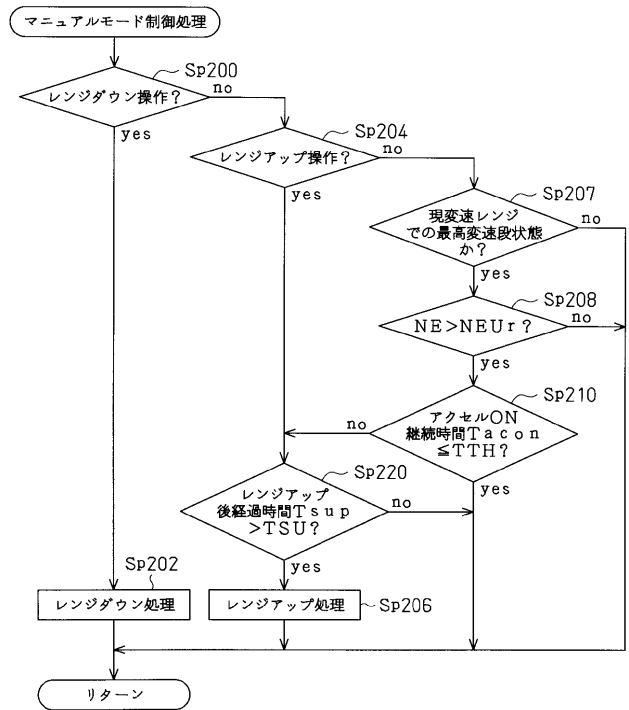 マニュアルモード制御処理
Sp200
レンジダウン操作？
no
yes
Sp204
レンジアップ操作？
no
yes
Sp207
現変速レンジ
での最高変速段状態
か？
no
yes
Sp208
ＮＥ＞ＮＥＵｒ？
no
yes
Sp210
アクセルＯＮ
継続時間Ｔａｃｏｎ
≦ＴＴＨ？
no
yes
Sp220
レンジアップ
後経過時間Ｔｓｕｐ
＞ＴＳＵ？
no
yes
Sp202
レンジダウン処理
レンジアップ処理
Sp206
リターン